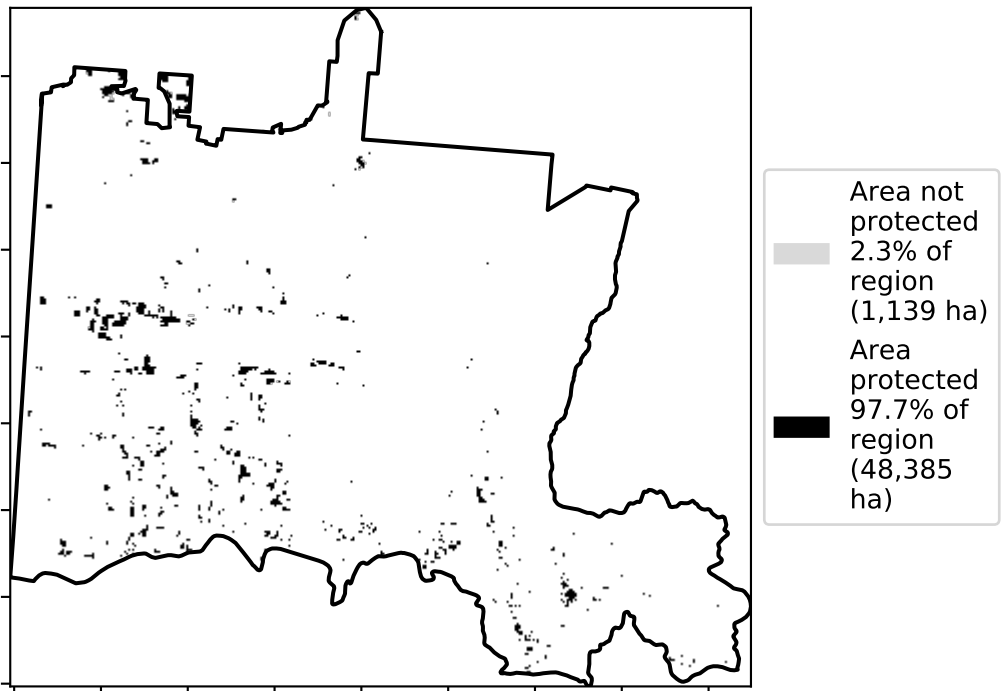 Area not
protected
2.3% of
region
(1,139 ha)
Area
protected
97.7% of
region
(48,385
ha)